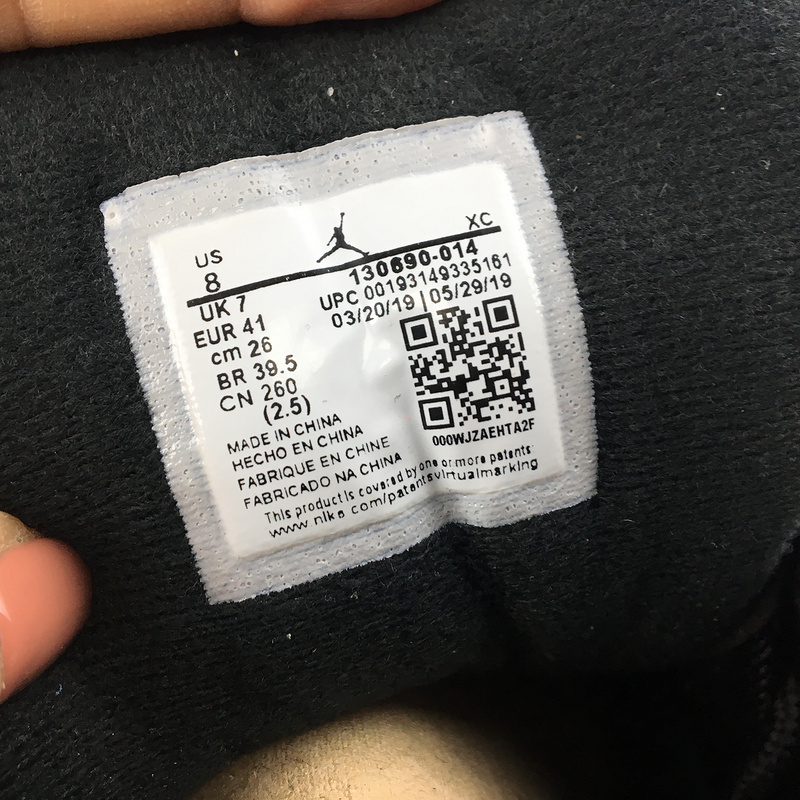 US
8
XC
130690-014
UPC 00193149335161
03/20/19 | 05/29/19
UK 7
EUR 41
cm 26
BR 39.5
CN 260
(2.5)
000WJZAEHTA2F
MADE IN CHINA
HECHO EN CHINA
FABRIQUE EN CHINE
FABRICADO NA CHINA
This product is covered by one or more patents:
www.nike.com/patentsvirtualmarking